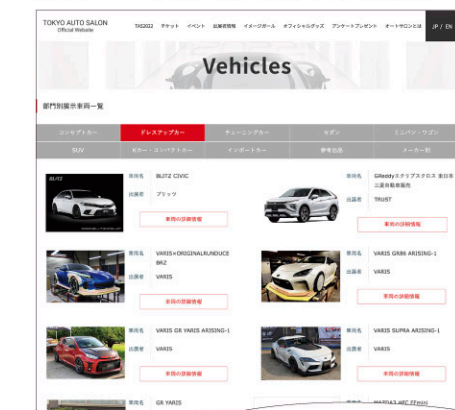 TOKYO AUTO SALON
Official Website
TAS2022 チケット イベント 出展者情報 イメージガール オフィシャルグッズ アンケートプレゼント オートサロンとは JP / EN
Vehicles
部門別展示車両一覧
コンセプトカー ドレスアップカー チューニングカー セダン ミニバン・ワゴン
SUV Kカー・コンパクトカー インポートカー 参考出品 メーカー別
BLITZ
車両名 BLITZ CIVIC
出展者 ブリッツ
車両の詳細情報
車両名 GReddyエクリプスクロス 東日本三菱自動車販売
出展者 TRUST
車両の詳細情報
車両名 VARIS×ORIGINALRUNDUCE BRZ
出展者 VARIS
車両の詳細情報
車両名 VARIS GR86 ARISING-1
出展者 VARIS
車両の詳細情報
車両名 VARIS GR YARIS ARISING-1
出展者 VARIS
車両の詳細情報
車両名 VARIS SUPRA ARISING-1
出展者 VARIS
車両の詳細情報
車両名 GR YARIS